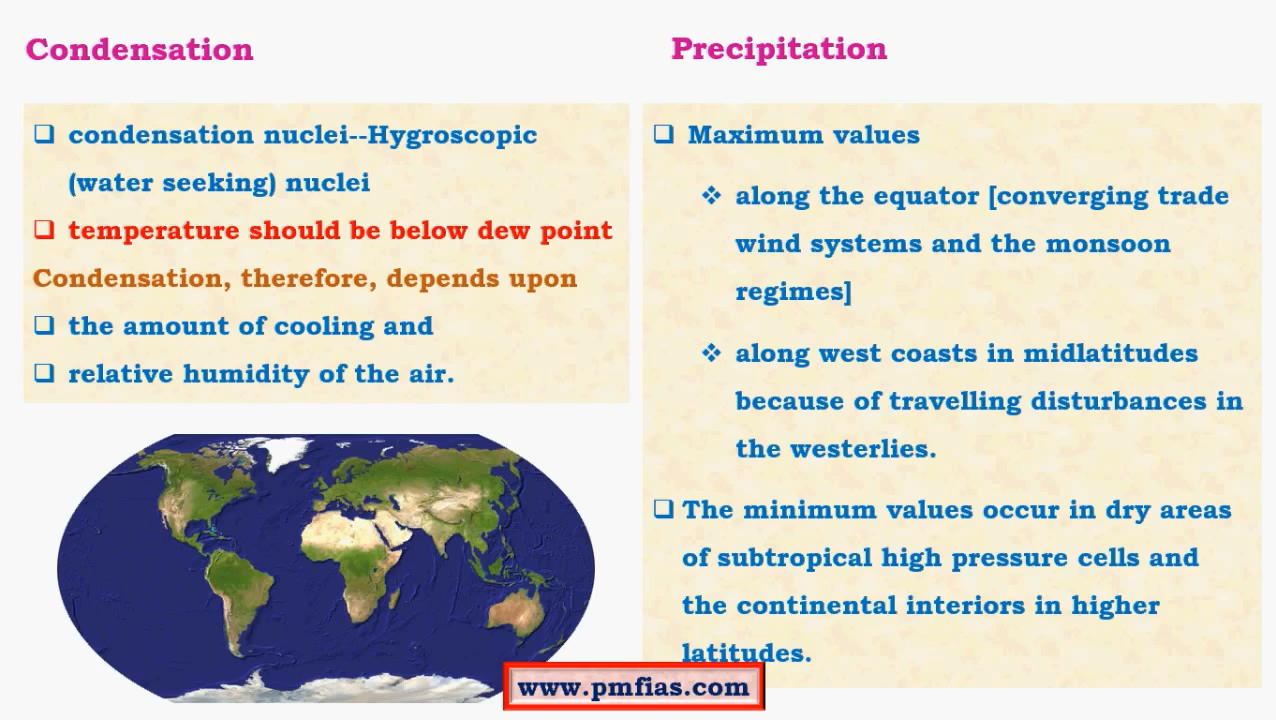 Condensation
condensation nuclei--Hygroscopic
(water seeking) nuclei
temperature should be below dew point
Condensation, therefore, depends upon
the amount of cooling and
relative humidity of the air.
Precipitation
Maximum values
along the equator [converging trade
wind systems and the monsoon
regimes]
along west coasts in midlatitudes
because of travelling disturbances in
the westerlies.
The minimum values occur in dry areas
of subtropical high pressure cells and
the continental interiors in higher
latitudes.
www.pmfias.com